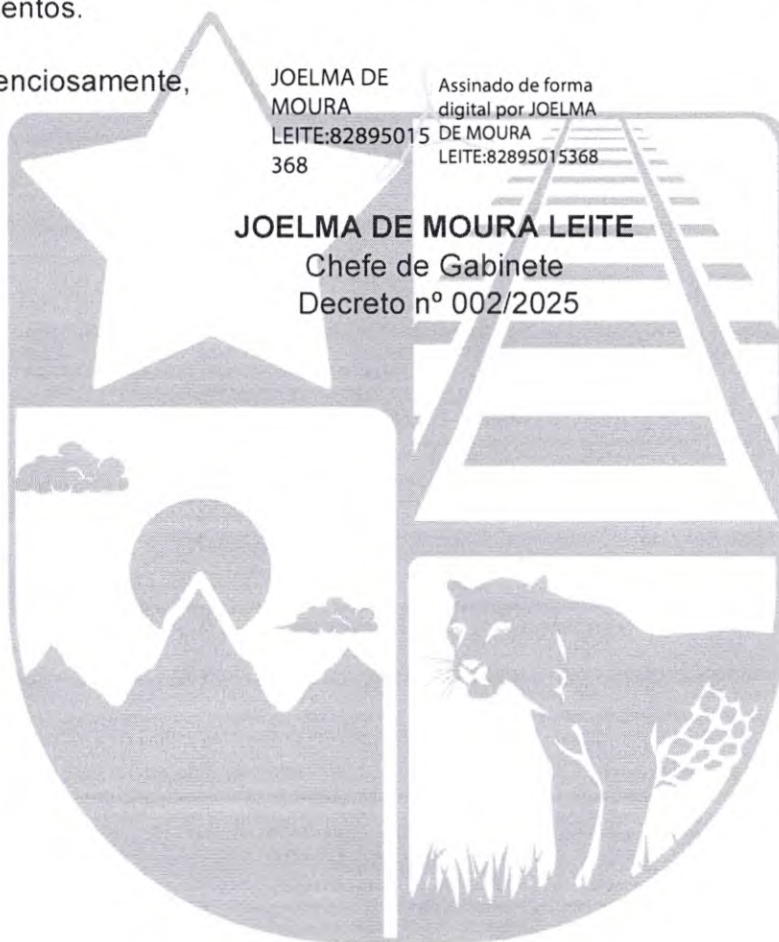 entos.
enciosamente,
JOELMA DE
MOURA
LEITE:82895015
368
Assinado de forma
digital por JOELMA
DE MOURA
LEITE:82895015368
JOELMA DE MOURA LEITE
Chefe de Gabinete
Decreto nº 002/2025